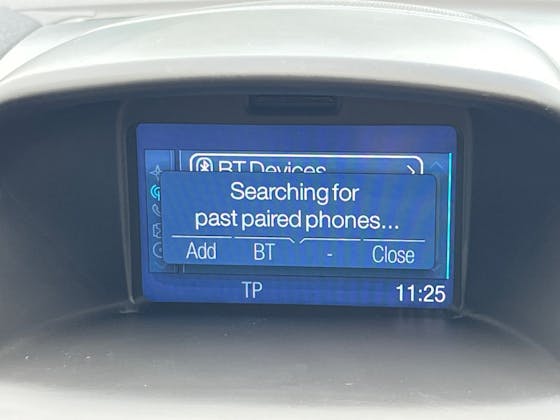 BT Devices
Searching for
past paired phones...
Add BT - Close
TP 11:25